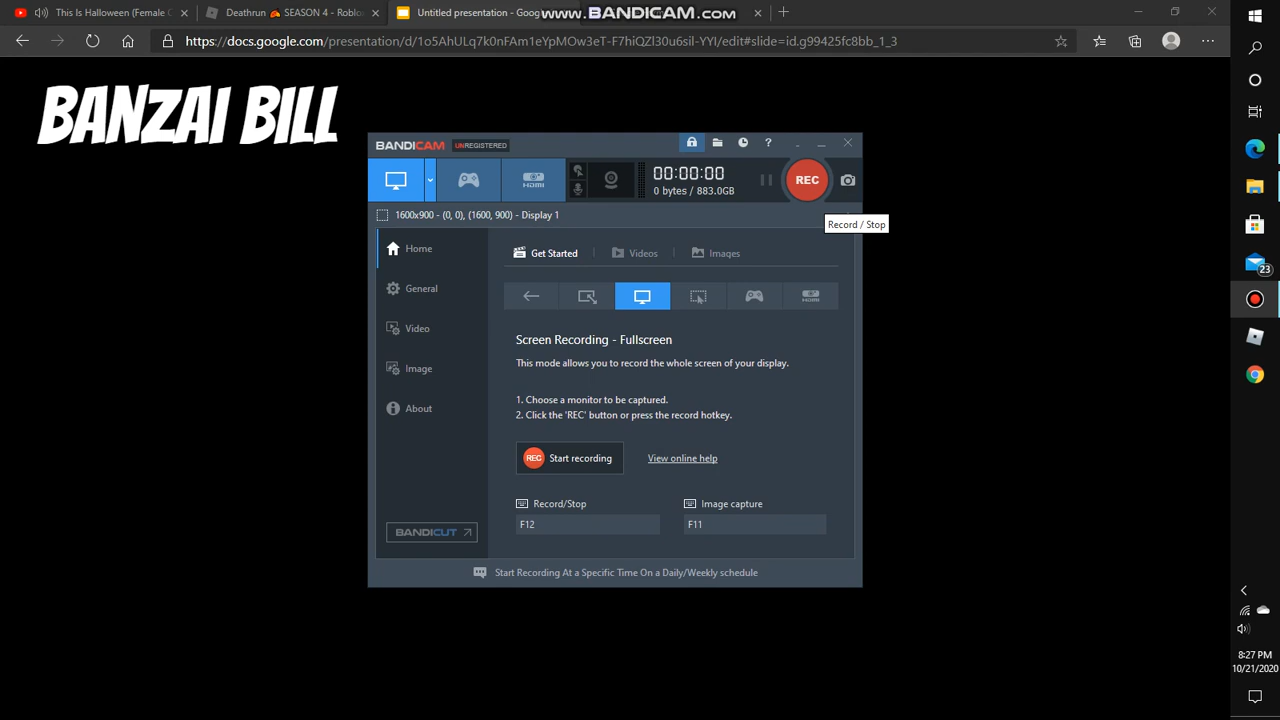 This Is Halloween (Female C
Deathrun 🍂 SEASON 4 - Roblo
Untitled presentation - Goog
www.BANDICAM.com
https://docs.google.com/presentation/d/1o5AhULq7k0nFAm1eYpMOw3eT-F7hiQZl30u6sil-YYI/edit#slide=id.g99425fc8bb_1_3
BANZAI BILL
BANDICAM UNREGISTERED
HDMI
00:00:00
0 bytes / 883.0GB
REC
1600x900 - (0, 0), (1600, 900) - Display 1
Record / Stop
Home
General
Video
Image
About
BANDICUT
Get Started
Videos
Images
HDMI
Screen Recording - Fullscreen
This mode allows you to record the whole screen of your display.
1. Choose a monitor to be captured.
2. Click the 'REC' button or press the record hotkey.
REC Start recording
View online help
Record/Stop
Image capture
F12
F11
Start Recording At a Specific Time On a Daily/Weekly schedule
23
8:27 PM
10/21/2020